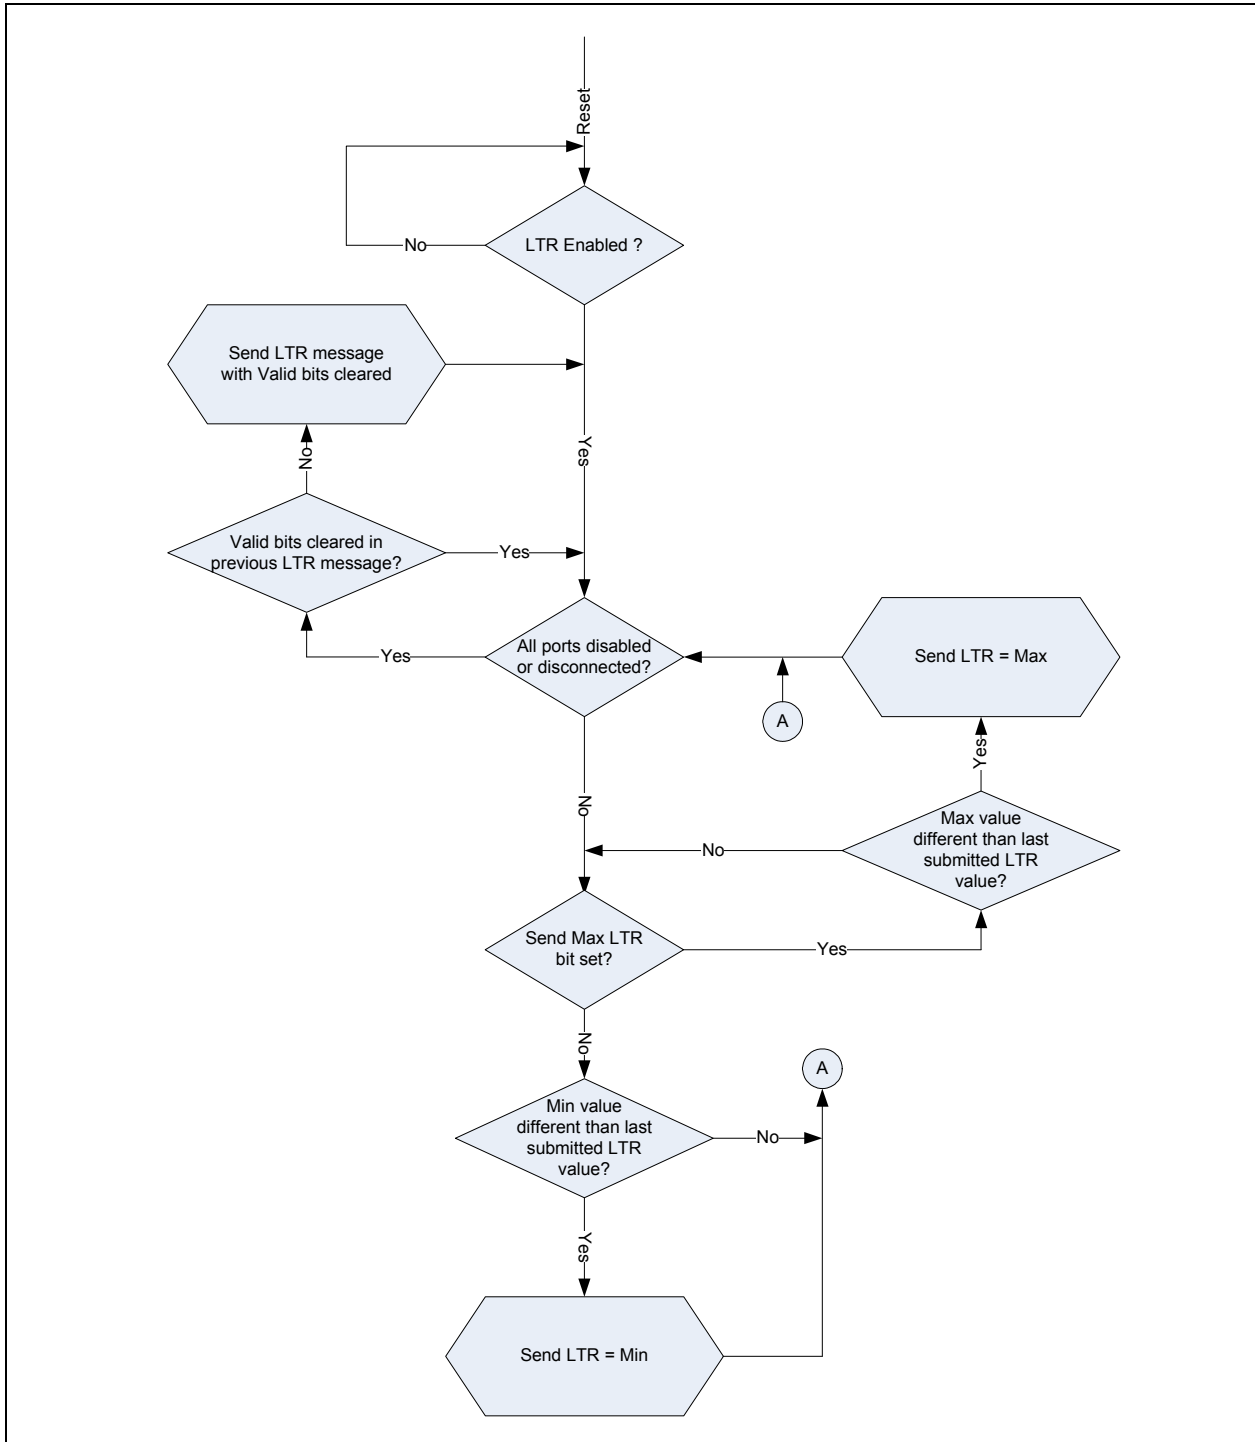 Reset
LTR Enabled ?
No
Send LTR message
with Valid bits cleared
Yes
No
Valid bits cleared in
previous LTR message?
Yes
All ports disabled
or disconnected?
Yes
Send LTR = Max
A
Yes
No
Max value
different than last
submitted LTR
value?
No
Send Max LTR
bit set?
Yes
No
A
Min value
different than last
submitted LTR
value?
No
Yes
Send LTR = Min